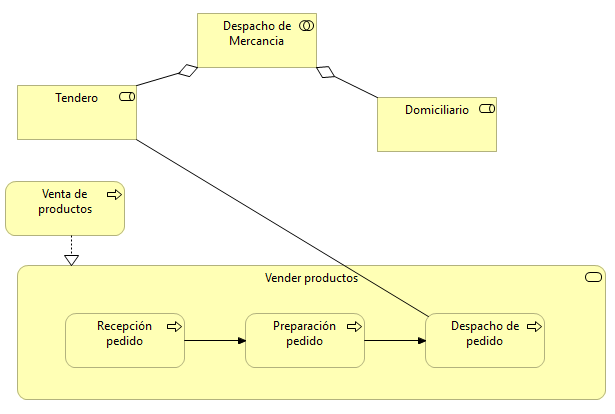 Despacho de
Mercancia
Tendero
Domiciliario
Venta de
productos
Vender productos
Recepción
pedido
Preparación
pedido
Despacho de
pedido